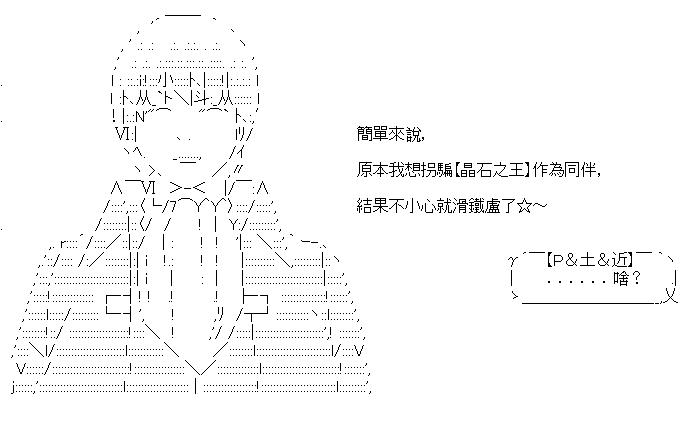 簡單來說,
原本我想拐騙【晶石之王】作為同伴,
結果不小心就滑鐵盧了☆～
【P＆土＆近】
......啥？